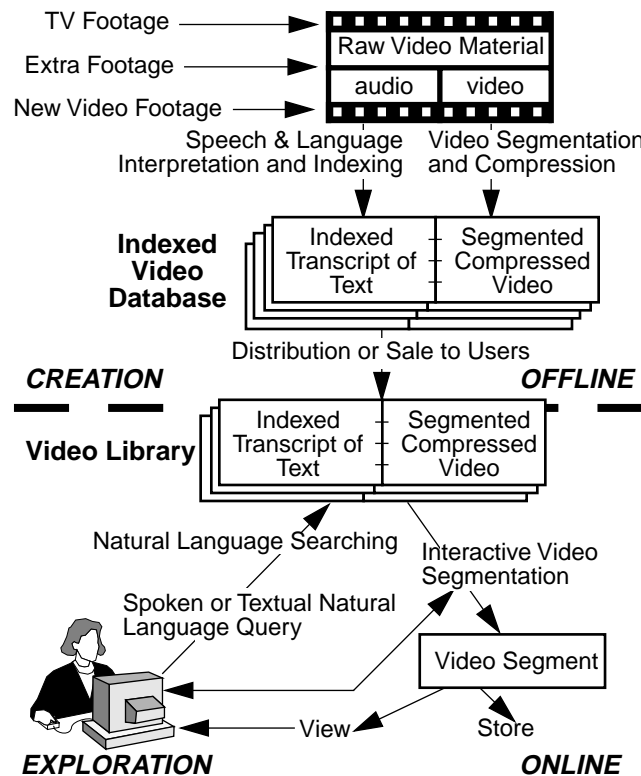 TV Footage
Raw Video Material
Extra Footage
audio
video
New Video Footage
Speech & Language
Interpretation and Indexing
Video Segmentation
and Compression
Indexed
Video
Database
Indexed
Transcript of
Text
Segmented
Compressed
Video
Distribution or Sale to Users
CREATION
OFFLINE
Video Library
Indexed
Transcript of
Text
Segmented
Compressed
Video
Natural Language Searching
Interactive Video
Segmentation
Spoken or Textual Natural
Language Query
Video Segment
View
Store
EXPLORATION
ONLINE